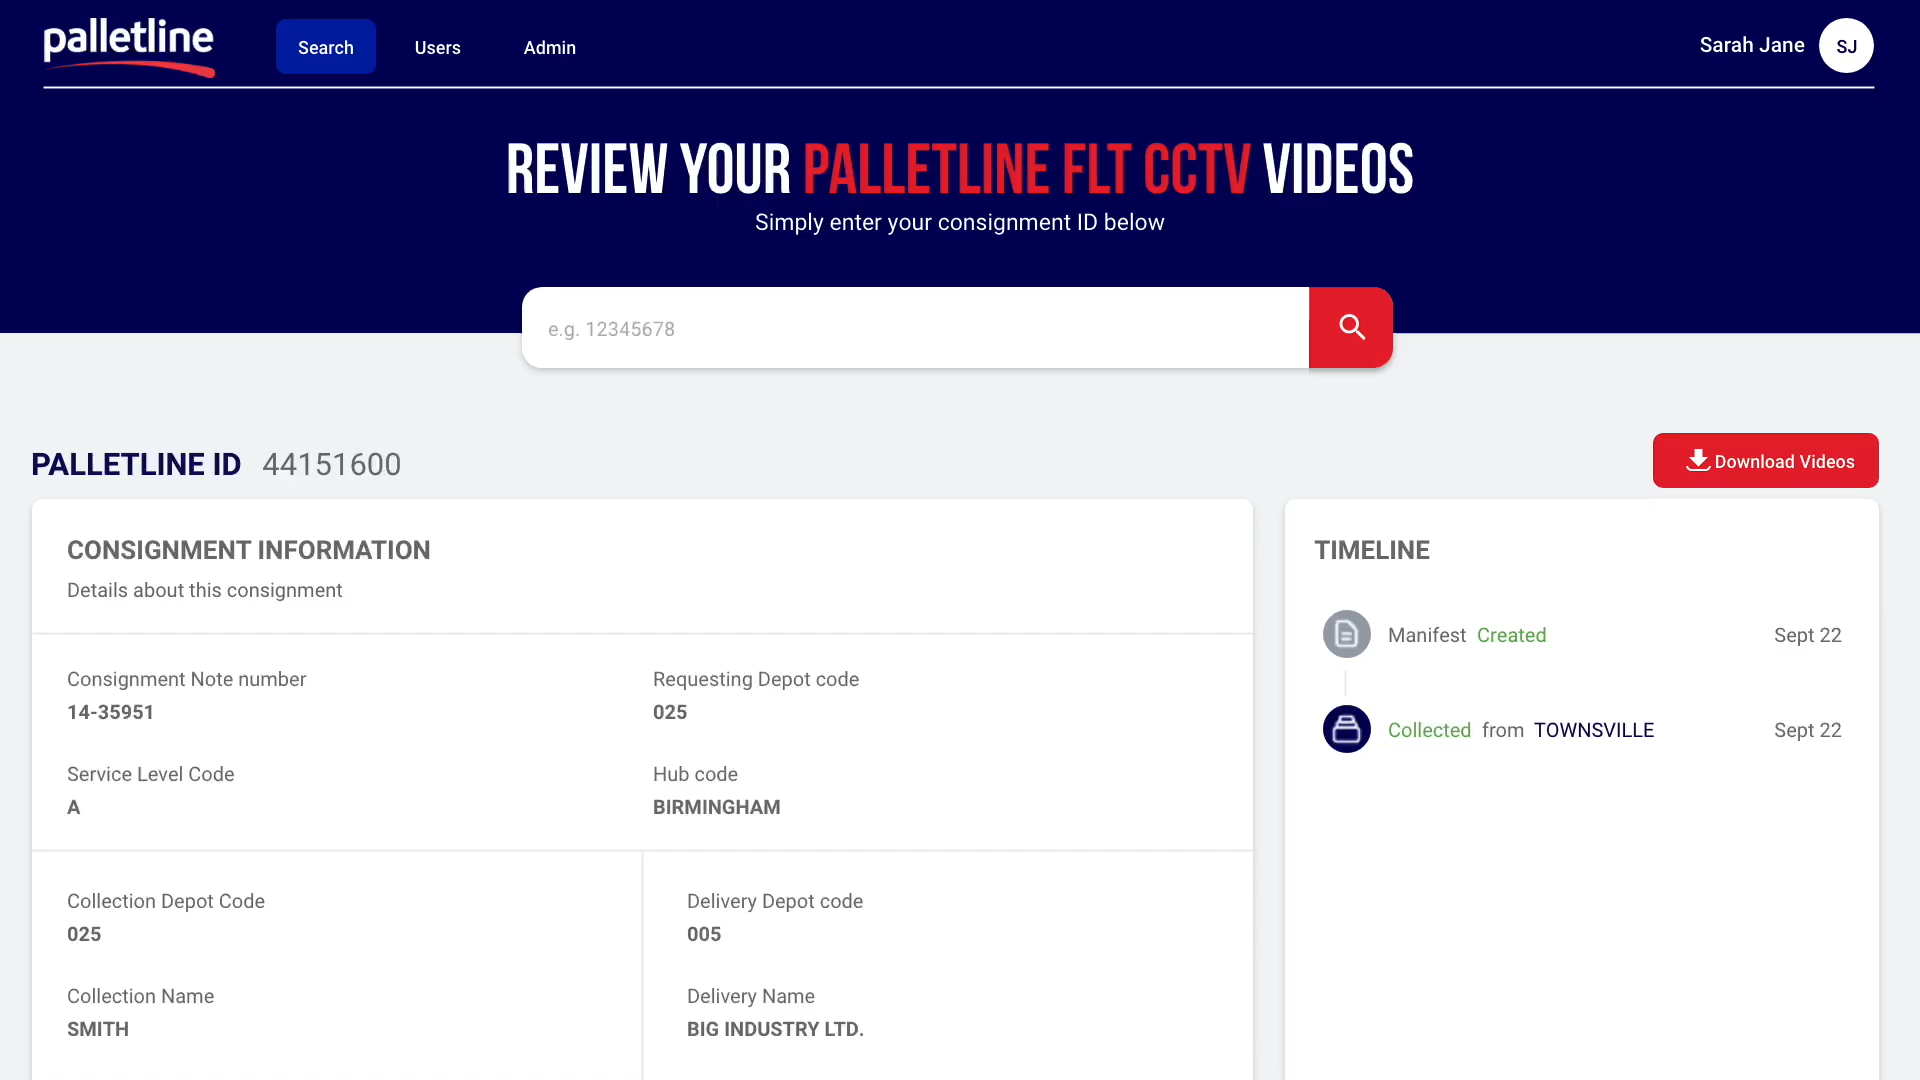 palletline
Search Users Admin
Sarah Jane SJ
REVIEW YOUR PALLETLINE FLT CCTV VIDEOS
Simply enter your consignment ID below
e.g. 12345678
PALLETLINE ID 44151600
Download Videos
CONSIGNMENT INFORMATION
Details about this consignment
Consignment Note number
14-35951
Requesting Depot code
025
Service Level Code
A
Hub code
BIRMINGHAM
Collection Depot Code
025
Delivery Depot code
005
Collection Name
SMITH
Delivery Name
BIG INDUSTRY LTD.
TIMELINE
Manifest Created Sept 22
Collected from TOWNSVILLE Sept 22